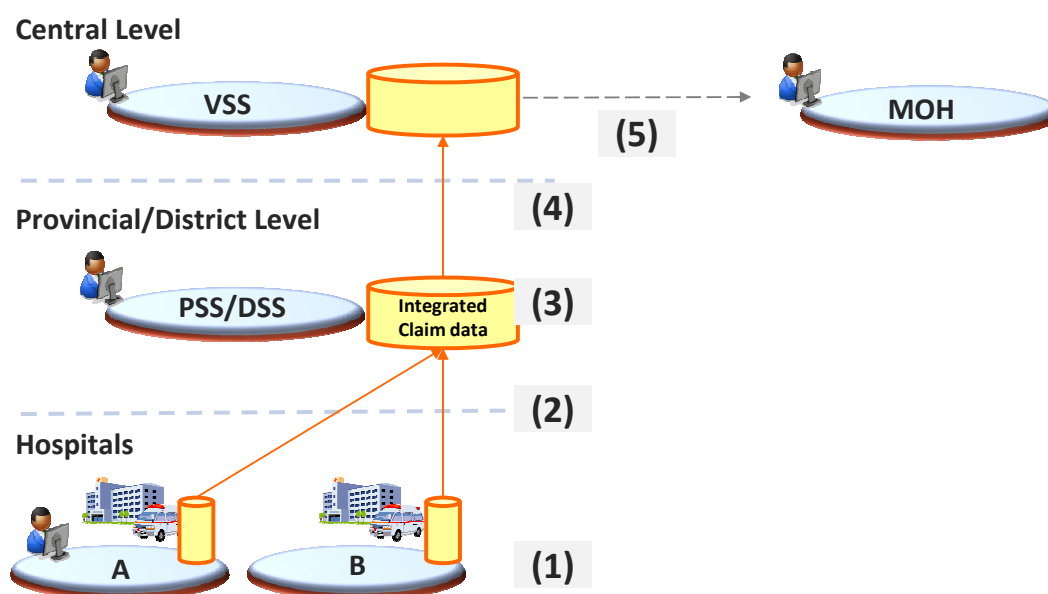 Central Level
VSS
MOH
(5)
(4)
Provincial/District Level
PSS/DSS
Integrated
Claim data
(3)
(2)
Hospitals
A
B
(1)